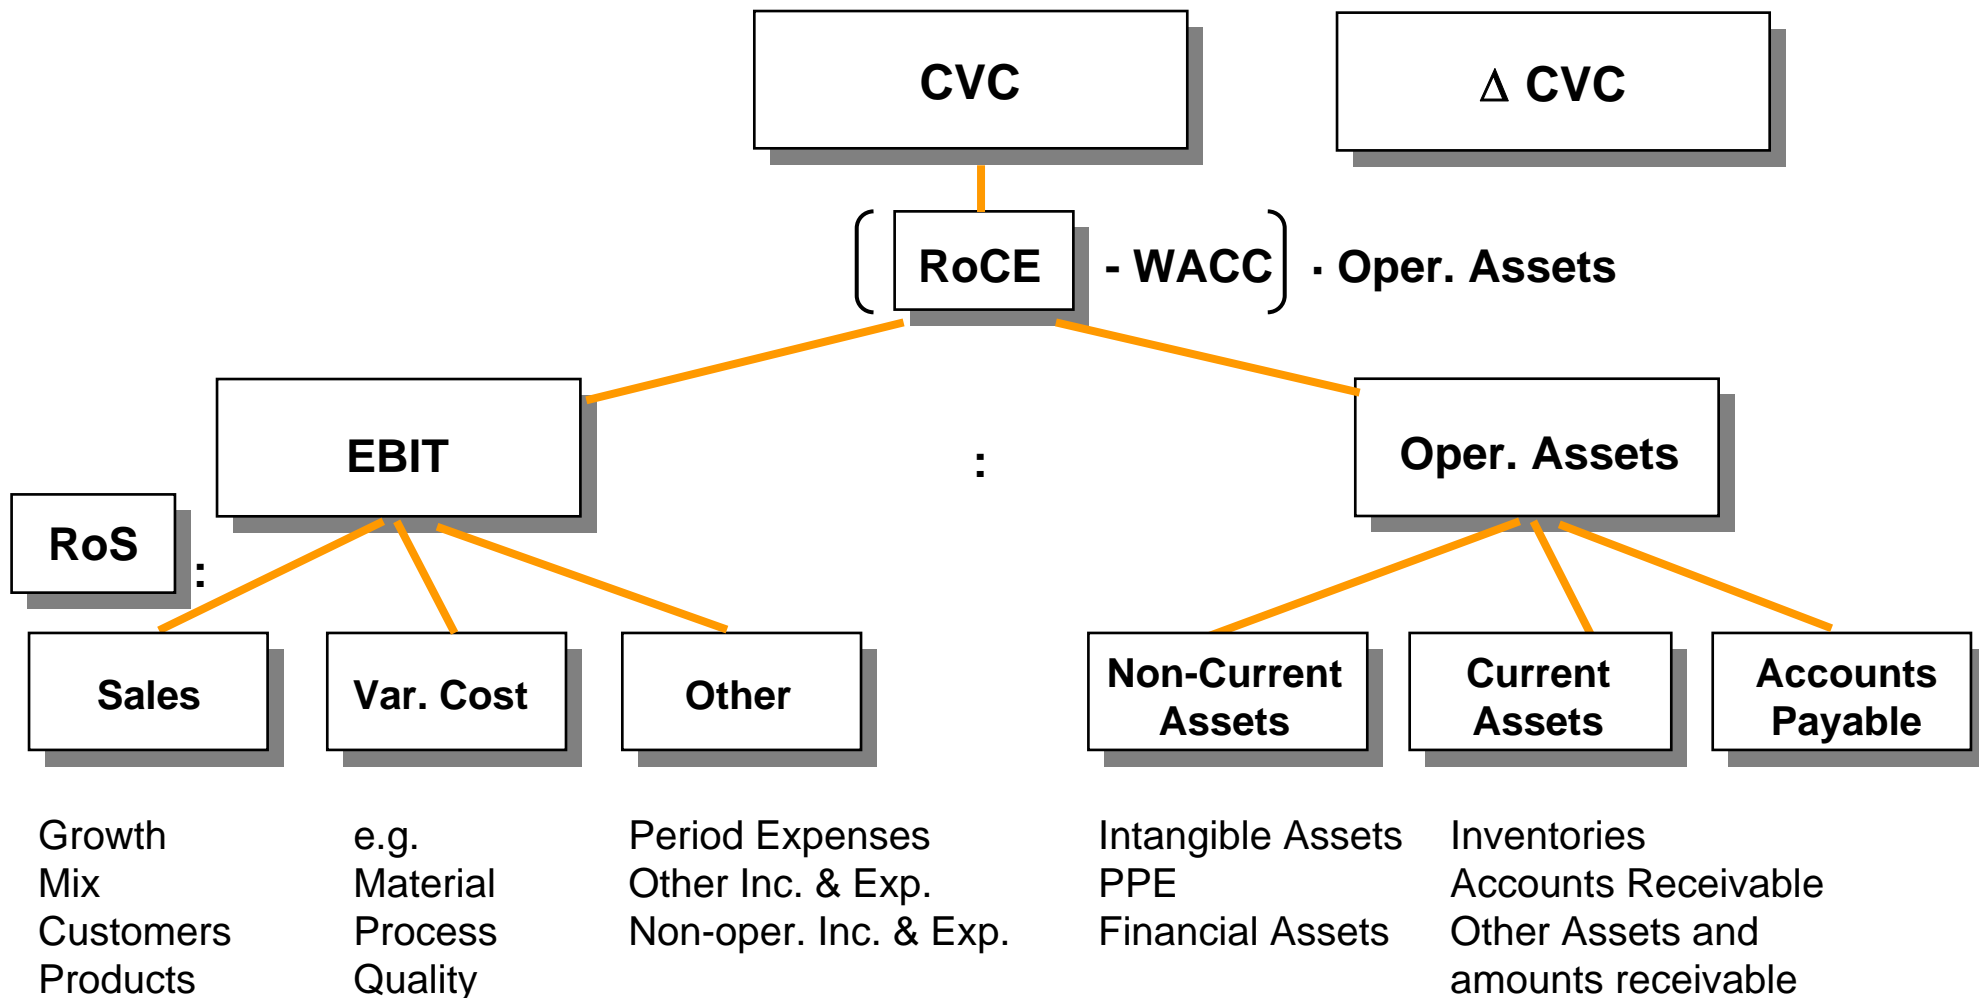 CVC
Δ CVC
RoCE - WACC · Oper. Assets
EBIT
:
Oper. Assets
RoS
:
Sales
Var. Cost
Other
Non-Current
Assets
Current
Assets
Accounts
Payable
Growth
Mix
Customers
Products
e.g.
Material
Process
Quality
Period Expenses
Other Inc. & Exp.
Non-oper. Inc. & Exp.
Intangible Assets
PPE
Financial Assets
Inventories
Accounts Receivable
Other Assets and
amounts receivable